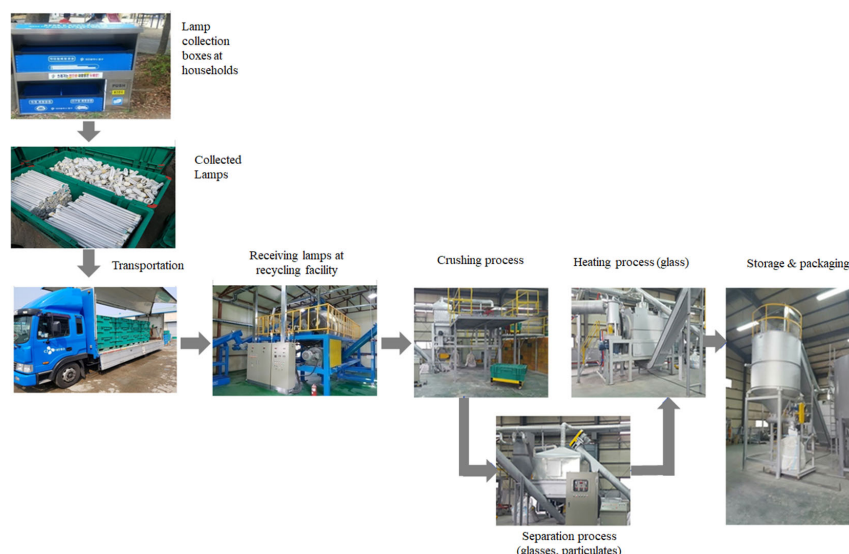 Lamp
collection
boxes at
households
Collected
Lamps
Transportation
Receiving lamps at
recycling facility
Crushing process
Heating process (glass)
Storage & packaging
Separation process
(glasses, particulates)